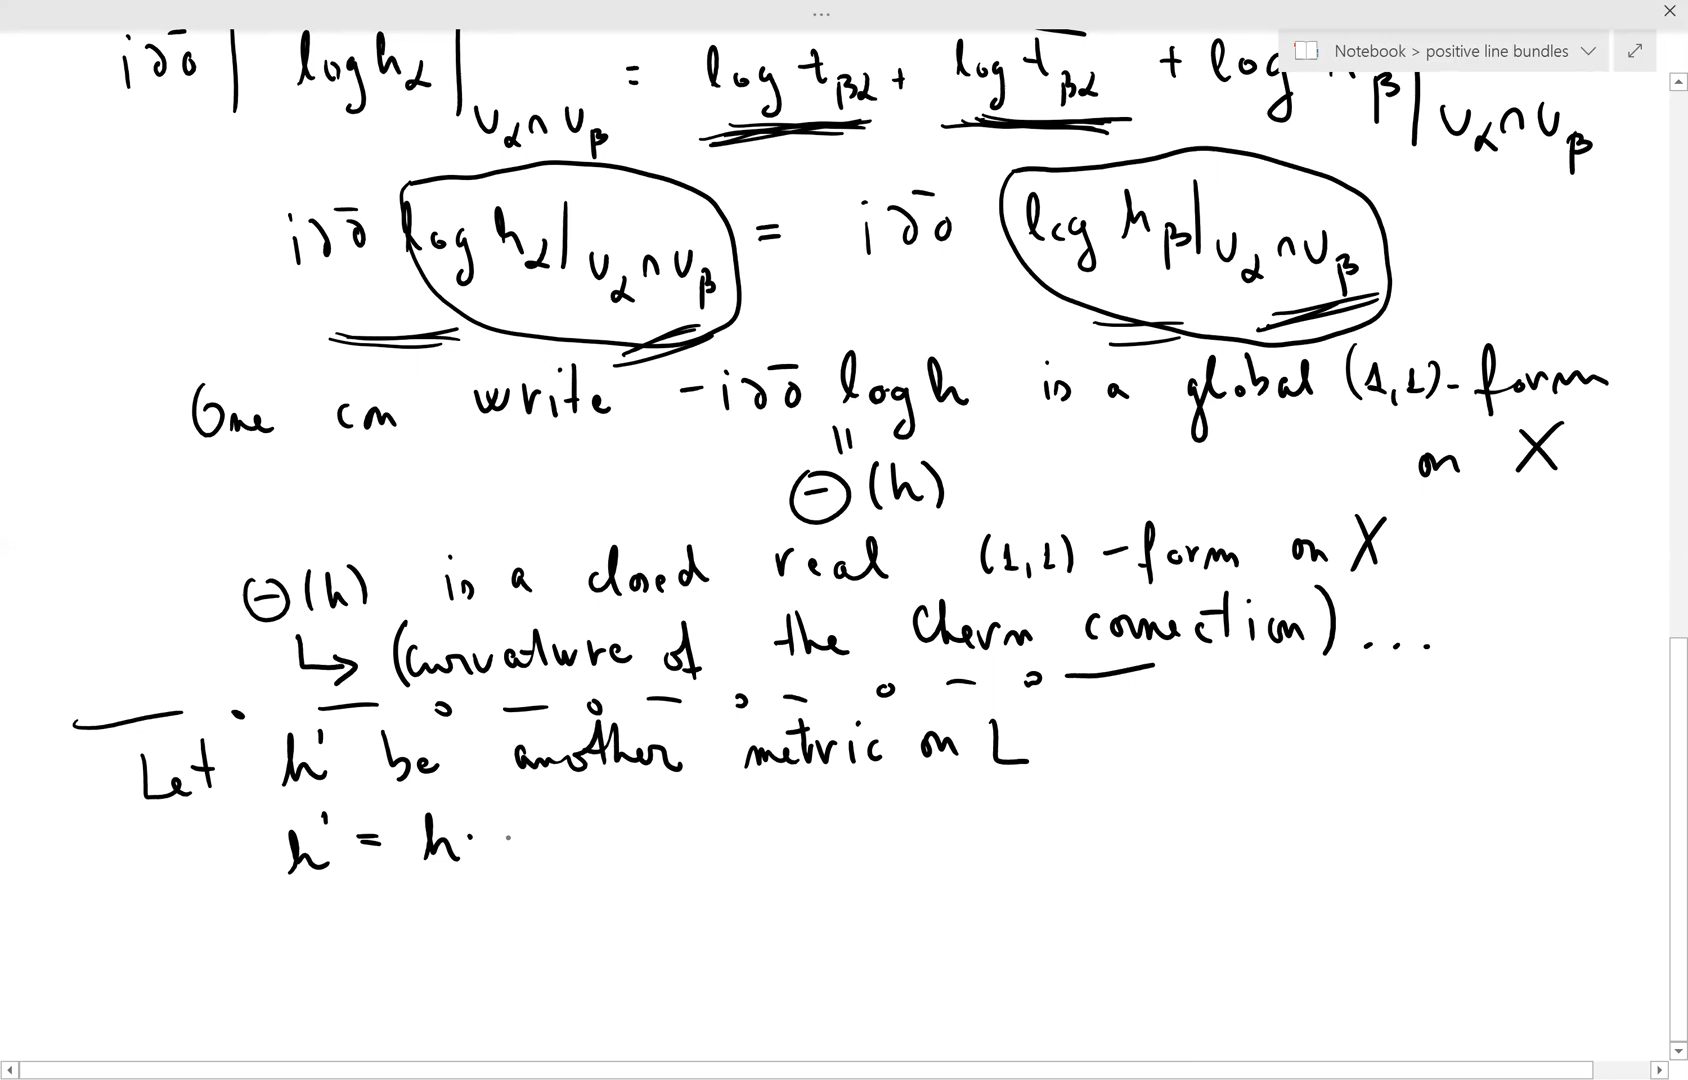 Notebook > positive line bundles
i∂∂̄ | log h_α |_{U_α ∩ U_β} = log t_{βα} + log t̄_{βα} + log h_β |_{U_α ∩ U_β}
i∂∂̄ log h_α |_{U_α ∩ U_β} = i∂∂̄ log h_β |_{U_α ∩ U_β}
One can write -i∂∂̄ log h is a global (1,1)-form
on X
=
Θ(h)
Θ(h) is a closed real (1,1)-form on X
↳ (curvature of the Chern connection)...
Let h' be another metric on L
h' = h·